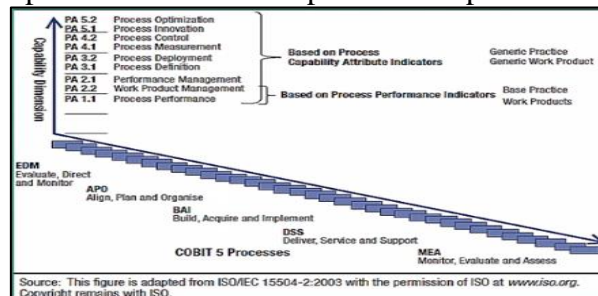 PA 5.2 Process Optimization
PA 5.1 Process Innovation
PA 4.2 Process Control
PA 4.1 Process Measurement
PA 3.2 Process Deployment
PA 3.1 Process Definition
PA 2.1 Performance Management
PA 2.2 Work Product Management
PA 1.1 Process Performance
Capability Dimension
Based on Process
Capability Attribute Indicators
Generic Practice
Generic Work Product
Based on Process Performance Indicators
Base Practice
Work Products
EDM
Evaluate, Direct
and Monitor
APO
Align, Plan and Organise
BAI
Build, Acquire and Implement
DSS
Deliver, Service and Support
MEA
Monitor, Evaluate and Assess
COBIT 5 Processes
Source: This figure is adapted from ISO/IEC 15504-2:2003 with the permission of ISO at www.iso.org.
Copyright remains with ISO.